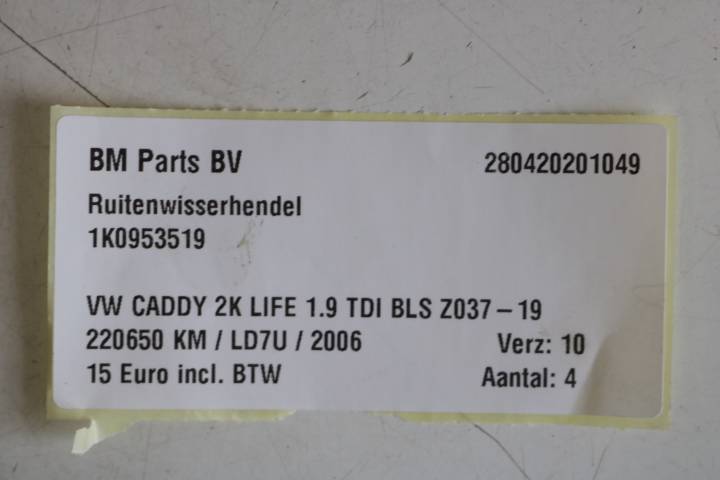 BM Parts BV 280420201049
Ruitenwisserhendel
1K0953519
VW CADDY 2K LIFE 1.9 TDI BLS Z037-19
220650 KM / LD7U / 2006 Verz: 10
15 Euro incl. BTW Aantal: 4